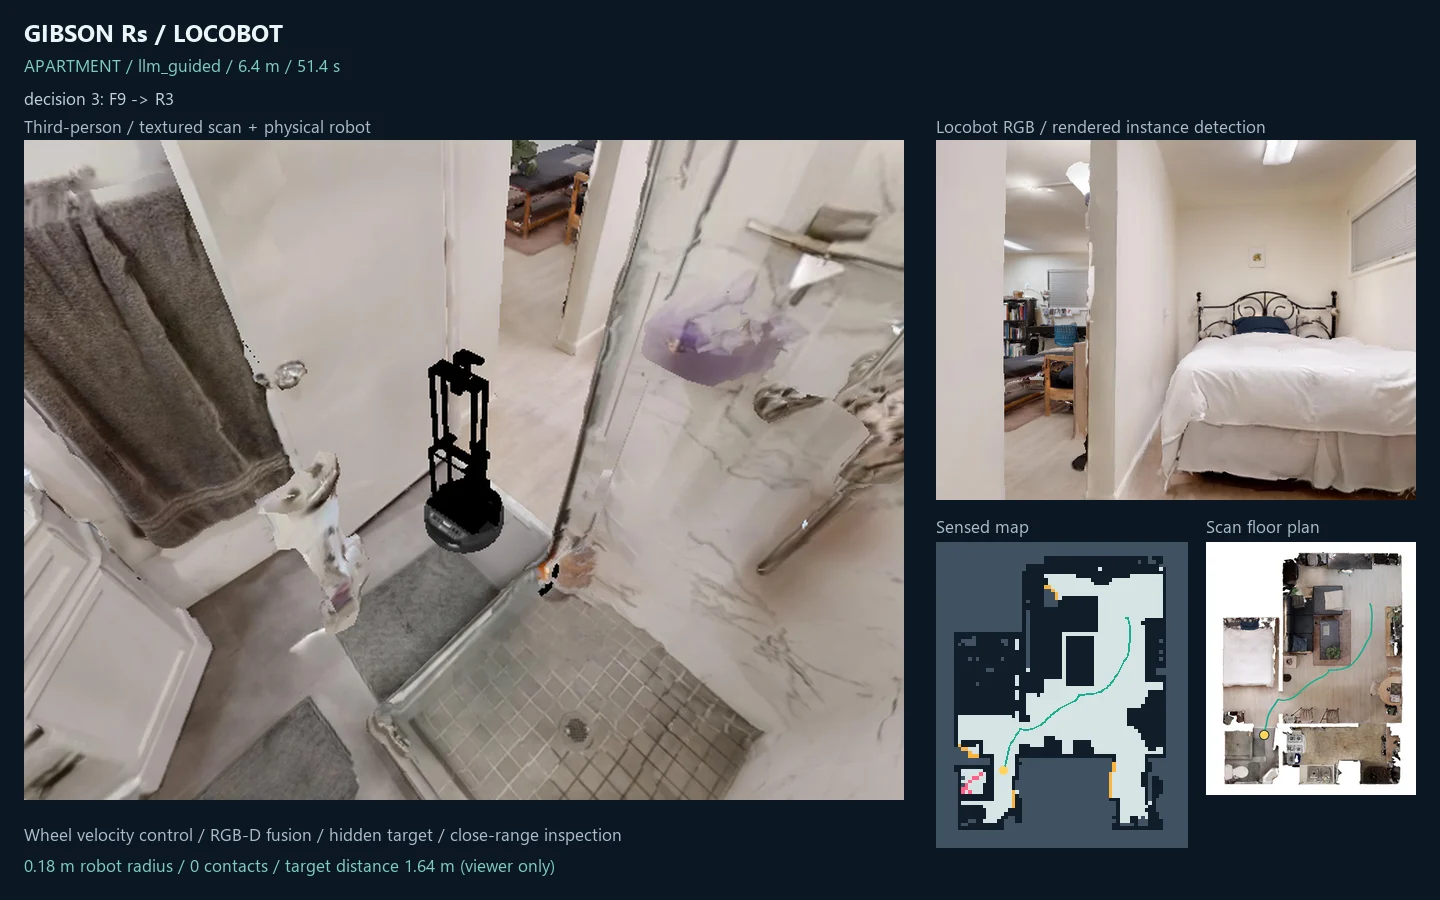 GIBSON Rs / LOCOBOT
APARTMENT / llm_guided / 6.4 m / 51.4 s
decision 3: F9 -> R3
Third-person / textured scan + physical robot
Locobot RGB / rendered instance detection
Sensed map
Scan floor plan
Wheel velocity control / RGB-D fusion / hidden target / close-range inspection
0.18 m robot radius / 0 contacts / target distance 1.64 m (viewer only)